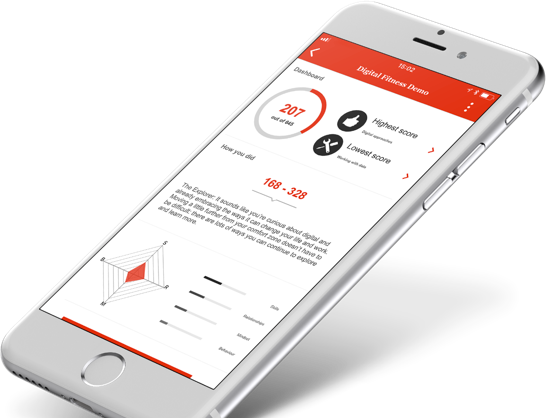 15:02
Digital Fitness Demo
Dashboard
207
out of 443
Highest score
Digital approaches
Lowest score
Working with data
How you did
168 - 328
The Explorer: It sounds like you're curious about digital and
already embracing the ways it can change your life and work.
Moving a little further from your comfort zone doesn't have to
be difficult; there are lots of ways you can continue to explore
and learn more.
S
B
R
M
Skills
Relationships
Mindset
Behaviour